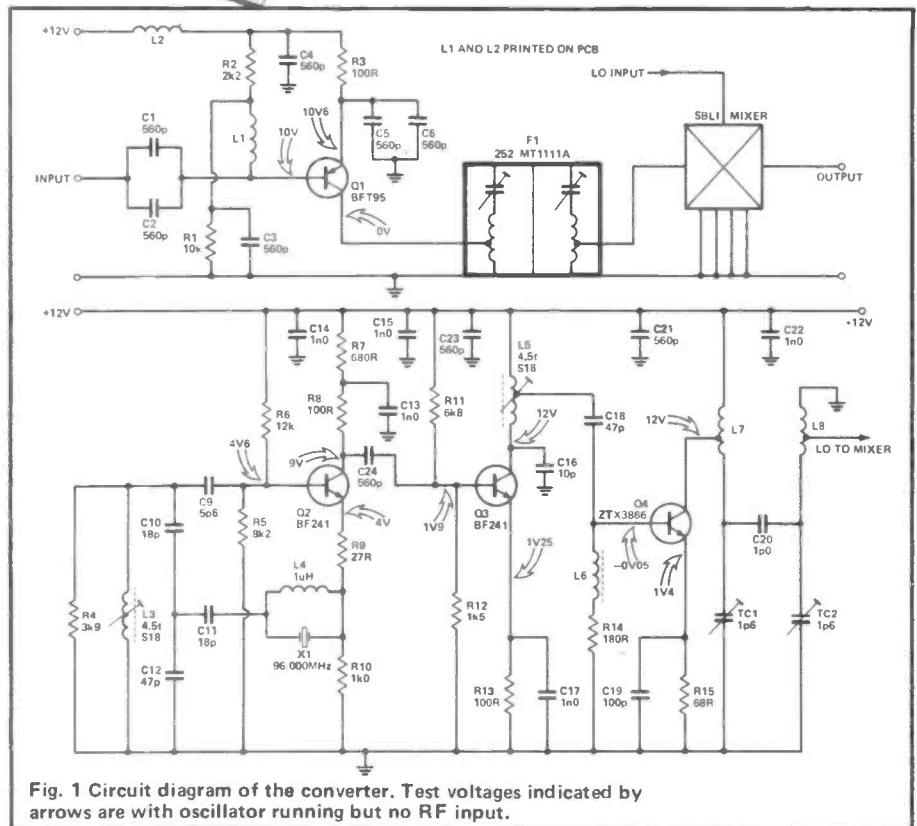 +12V
L2
R2
2k2
C4
560p
R3
100R
L1 AND L2 PRINTED ON PCB
LO INPUT
SBL1 MIXER
C1
560p
L1
10V
10V6
C5
560p
C6
560p
F1
252 MT1111A
INPUT
Q1
BFT95
OUTPUT
C2
560p
0V
R1
10k
C3
560p
+12V
C14
1n0
R7
680R
C15
1n0
C23
560p
C21
560p
C22
1n0
+12V
R8
100R
C13
1n0
R11
6k8
L5
4.5t
S18
R6
12k
C18
47p
12V
L7
L8
4V6
9V
C24
560p
12V
C16
10p
LO TO MIXER
C9
5p6
Q2
BF241
Q3
BF241
Q4
ZTX3866
C10
18p
R5
8k2
4V
1V9
1V25
C20
1p0
R9
27R
L6
-0V05
1V4
R4
3k9
L3
4.5t
S18
L4
1uH
R12
1k5
TC1
1p6
TC2
1p6
C11
18p
R14
180R
C12
47p
X1
96.000MHz
R10
1k0
R13
100R
C17
1n0
C19
100p
R15
68R
Fig. 1 Circuit diagram of the converter. Test voltages indicated by
arrows are with oscillator running but no RF input.